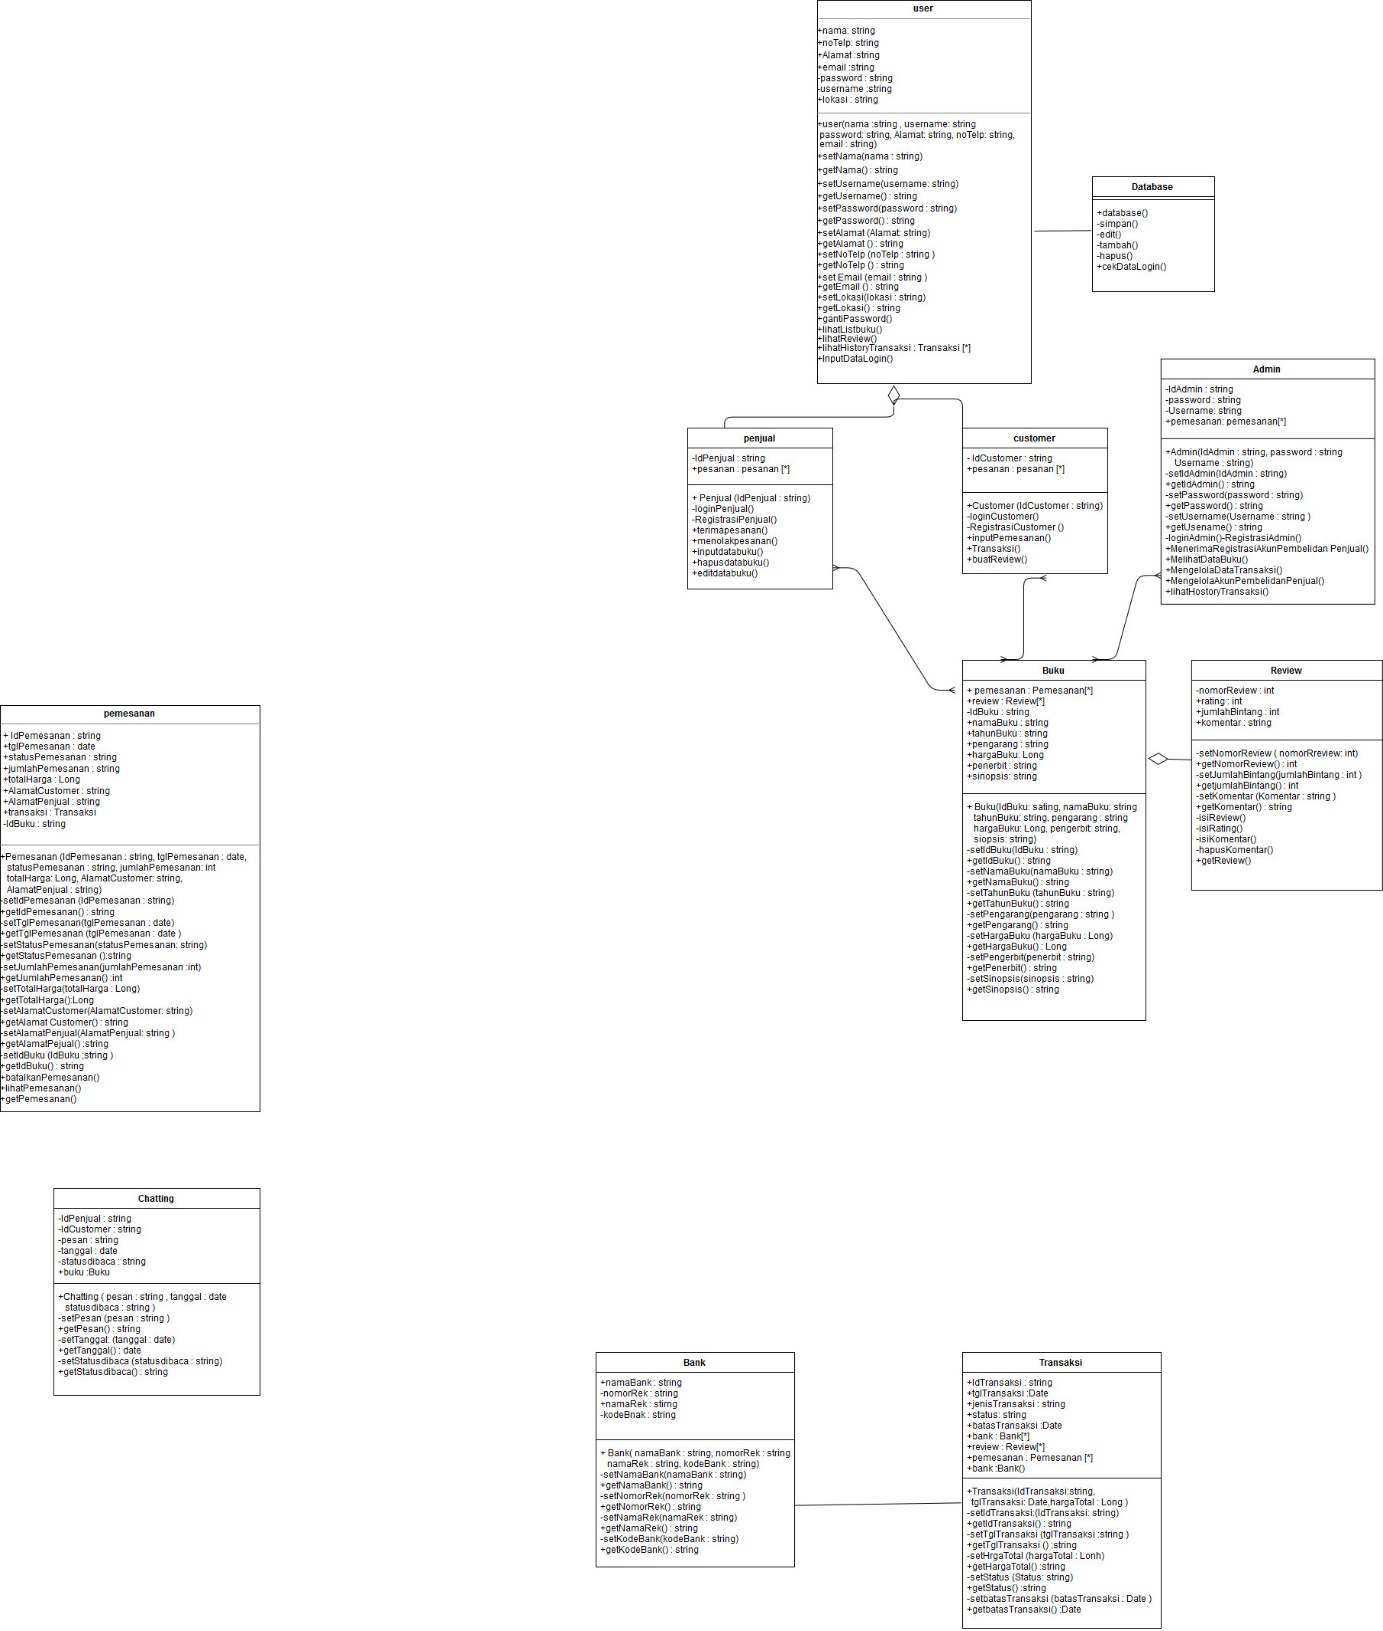 user
+nama: string
+noTelp: string
+Alamat :string
+email :string
-password : string
-username :string
+lokasi : string
+user(nama :string , username: string
password: string, Alamat: string, noTelp: string,
email : string)
+setNama(nama : string)
+getNama() : string
+setUsername(username: string)
+getUsername() : string
+setPassword(password : string)
+getPassword() : string
+setAlamat (Alamat: string)
+getAlamat () : string
+setNoTelp (noTelp : string )
+getNoTelp () : string
+set Email (email : string )
+getEmail () : string
+setLokasi(lokasi : string)
+getLokasi() : string
+gantiPassword()
+lihatListbuku()
+lihatReview()
+lihatHistoryTransaksi : Transaksi [*]
+InputDataLogin()
Database
+database()
-simpan()
-edit()
-tambah()
-hapus()
+cekDataLogin()
Admin
-IdAdmin : string
-password : string
-Username: string
+pemesanan: pemesanan[*]
+Admin(IdAdmin : string, password : string
Username : string)
-setIdAdmin(IdAdmin : string)
+getIdAdmin() : string
-setPassword(password : string)
+getPassword() : string
-setUsername(Username : string )
+getUsename() : string
-loginAdmin()-RegistrasiAdmin()
+MenerimaRegistrasiAkunPembelidan Penjual()
+MelihatDataBuku()
+MengelolaDataTransaksi()
+MengelolaAkunPembelidanPenjual()
+lihatHostoryTransaksi()
penjual
-IdPenjual : string
+pesanan : pesanan [*]
+ Penjual (IdPenjual : string)
-loginPenjual()
-RegistrasiPenjual()
+terimapesanan()
+menolakpesanan()
+inputdatabuku()
+hapusdatabuku()
+editdatabuku()
customer
- IdCustomer : string
+pesanan : pesanan [*]
+Customer (IdCustomer : string)
-loginCustomer()
-RegistrasiCustomer ()
+inputPemesanan()
+Transaksi()
+buatReview()
Buku
+ pemesanan : Pemesanan[*]
+review : Review[*]
-IdBuku : string
+namaBuku : string
+tahunBuku : string
+pengarang : string
+hargaBuku: Long
+penerbit : string
+sinopsis: string
+ Buku(IdBuku: sating, namaBuku: string
tahunBuku: string, pengarang : string
hargaBuku: Long, pengerbit: string,
siopsis: string)
-setIdBuku(IdBuku : string)
+getIdBuku() : string
-setNamaBuku(namaBuku : string)
+getNamaBuku() : string
-setTahunBuku (tahunBuku : string)
+getTahunBuku() : string
-setPengarang(pengarang : string )
+getPengarang() : string
-setHargaBuku (hargaBuku : Long)
+getHargaBuku() : Long
-setPengerbit(penerbit : string)
+getPenerbit() : string
-setSinopsis(sinopsis : string)
+getSinopsis() : string
Review
-nomorReview : int
+rating : int
+jumlahBintang : int
+komentar : string
-setNomorReview ( nomorRreview: int)
+getNomorReview() : int
-setJumlahBintang(jumlahBintang : int )
+getjumlahBintang() : int
-setKomentar (Komentar : string )
+getKomentar() : string
-isiReview()
-isiRating()
-isiKomentar()
-hapusKomentar()
+getReview()
pemesanan
+ IdPemesanan : string
+tglPemesanan : date
+statusPemesanan : string
+jumlahPemesanan : string
+totalHarga : Long
+AlamatCustomer : string
+AlamatPenjual : string
+transaksi : Transaksi
-IdBuku : string
+Pemesanan (IdPemesanan : string, tglPemesanan : date,
statusPemesanan : string, jumlahPemesanan: int
totalHarga: Long, AlamatCustomer: string,
AlamatPenjual : string)
-setIdPemesanan (IdPemesanan : string)
+getIdPemesanan() : string
-setTglPemesanan(tglPemesanan : date)
+getTglPemesanan (tglPemesanan : date )
-setStatusPemesanan(statusPemesanan: string)
+getStatusPemesanan ():string
-setJumlahPemesanan(jumlahPemesanan :int)
+getJumlahPemesanan() :int
-setTotalHarga(totalHarga : Long)
+getTotalHarga():Long
-setAlamatCustomer(AlamatCustomer: string)
+getAlamat Customer() : string
-setAlamatPenjual(AlamatPenjual: string )
+getAlamatPejual() :string
-setIdBuku (IdBuku ;string )
+getIdBuku() : string
+batalkanPemesanan()
+lihatPemesanan()
+getPemesanan()
Chatting
-IdPenjual : string
-IdCustomer : string
-pesan : string
-tanggal : date
-statusdibaca : string
+buku :Buku
+Chatting ( pesan : string , tanggal : date
statusdibaca : string )
-setPesan (pesan : string )
+getPesan() : string
-setTanggal: (tanggal : date)
+getTanggal() : date
-setStatusdibaca (statusdibaca : string)
+getStatusdibaca() : string
Bank
+namaBank : string
-nomorRek : string
+namaRek : stirng
-kodeBnak : string
+ Bank( namaBank : string, nomorRek : string
namaRek : string, kodeBank : string)
-setNamaBank(namaBank : string)
+getNamaBank() : string
-setNomorRek(nomorRek : string )
+getNomorRek() : string
-setNamaRek(namaRek : string)
+getNamaRek() : string
-setKodeBank(kodeBank : string)
+getKodeBank() : string
Transaksi
+IdTransaksi : string
+tglTransaksi :Date
+jenisTransaksi : string
+status: string
+batasTransaksi :Date
+bank : Bank[*]
+review : Review[*]
+pemesanan : Pemesanan [*]
+bank :Bank()
+Transaksi(IdTransaksi:string,
tglTransaksi: Date,hargaTotal : Long )
-setIdTransaksi:(IdTransaksi: string)
+getIdTransaksi() : string
-setTglTransaksi (tglTransaksi :string )
+getTglTransaksi () :string
-setHrgaTotal (hargaTotal : Lonh)
+getHargaTotal() :string
-setStatus (Status: string)
+getStatus() :string
-setbatasTransaksi (batasTransaksi : Date )
+getbatasTransaksi() :Date